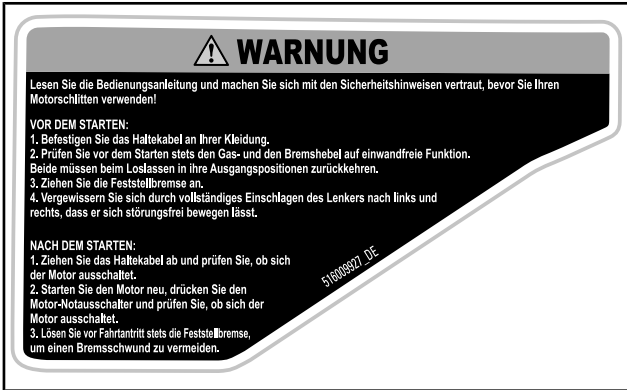 WARNUNG
Lesen Sie die Bedienungsanleitung und machen Sie sich mit den Sicherheitshinweisen vertraut, bevor Sie Ihren
Motorschlitten verwenden!
VOR DEM STARTEN:
1. Befestigen Sie das Haltekabel an Ihrer Kleidung.
2. Prüfen Sie vor dem Starten stets den Gas- und den Bremshebel auf einwandfreie Funktion.
Beide müssen beim Loslassen in ihre Ausgangspositionen zurückkehren.
3. Ziehen Sie die Feststellbremse an.
4. Vergewissern Sie sich durch vollständiges Einschlagen des Lenkers nach links und
rechts, dass er sich störungsfrei bewegen lässt.
NACH DEM STARTEN:
1. Ziehen Sie das Haltekabel ab und prüfen Sie, ob sich
der Motor ausschaltet.
2. Starten Sie den Motor neu, drücken Sie den
Motor-Notausschalter und prüfen Sie, ob sich der
Motor ausschaltet.
3. Lösen Sie vor Fahrtantritt stets die Feststellbremse,
um einen Bremsschwund zu vermeiden.
516009927_DE